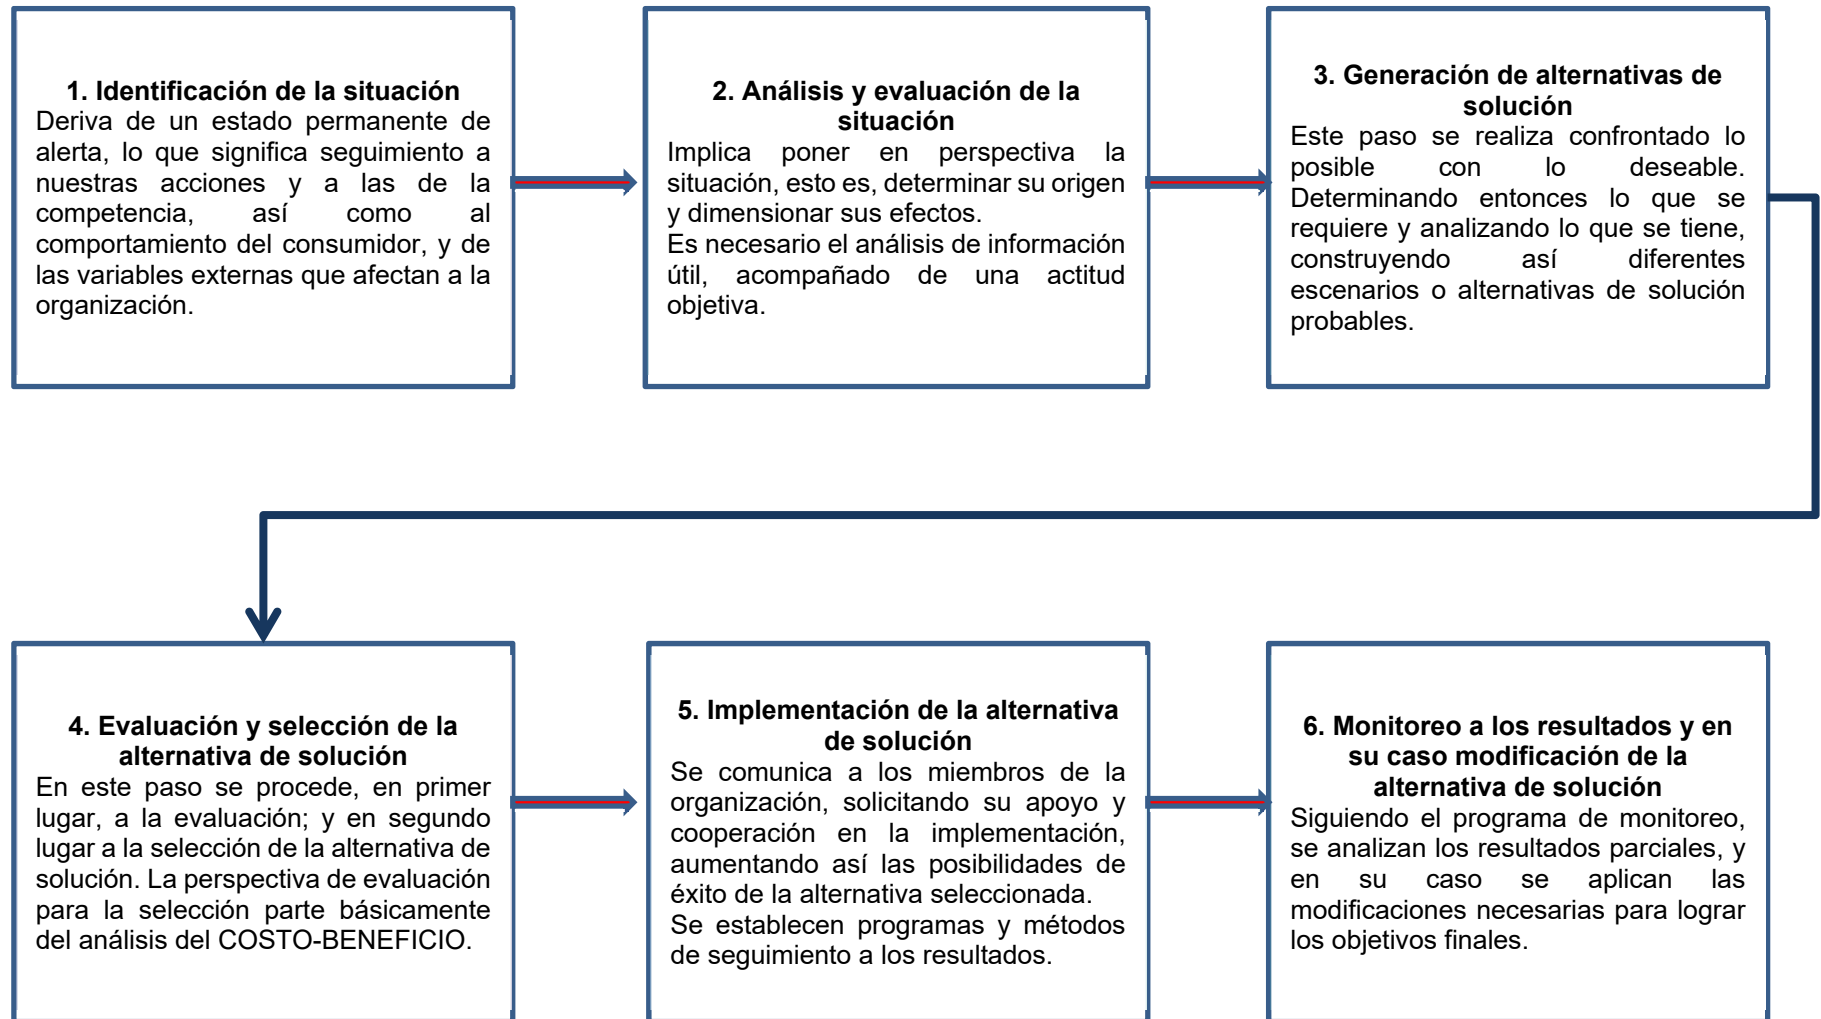 1. Identificación de la situación
Deriva de un estado permanente de
alerta, lo que significa seguimiento a
nuestras acciones y a las de la
competencia, así como al
comportamiento del consumidor, y de
las variables externas que afectan a la
organización.
2. Análisis y evaluación de la
situación
Implica poner en perspectiva la
situación, esto es, determinar su origen
y dimensionar sus efectos.
Es necesario el análisis de información
útil, acompañado de una actitud
objetiva.
3. Generación de alternativas de
solución
Este paso se realiza confrontado lo
posible con lo deseable.
Determinando entonces lo que se
requiere y analizando lo que se tiene,
construyendo así diferentes
escenarios o alternativas de solución
probables.
4. Evaluación y selección de la
alternativa de solución
En este paso se procede, en primer
lugar, a la evaluación; y en segundo
lugar a la selección de la alternativa de
solución. La perspectiva de evaluación
para la selección parte básicamente
del análisis del COSTO-BENEFICIO.
5. Implementación de la alternativa
de solución
Se comunica a los miembros de la
organización, solicitando su apoyo y
cooperación en la implementación,
aumentando así las posibilidades de
éxito de la alternativa seleccionada.
Se establecen programas y métodos
de seguimiento a los resultados.
6. Monitoreo a los resultados y en
su caso modificación de la
alternativa de solución
Siguiendo el programa de monitoreo,
se analizan los resultados parciales, y
en su caso se aplican las
modificaciones necesarias para lograr
los objetivos finales.